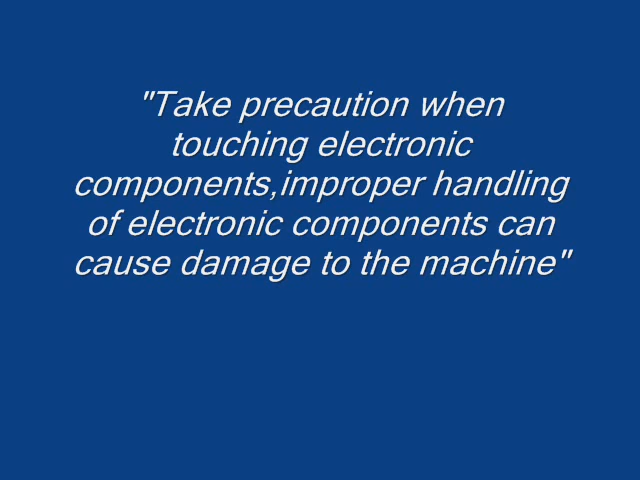 "Take precaution when
touching electronic
components,improper handling
of electronic components can
cause damage to the machine"